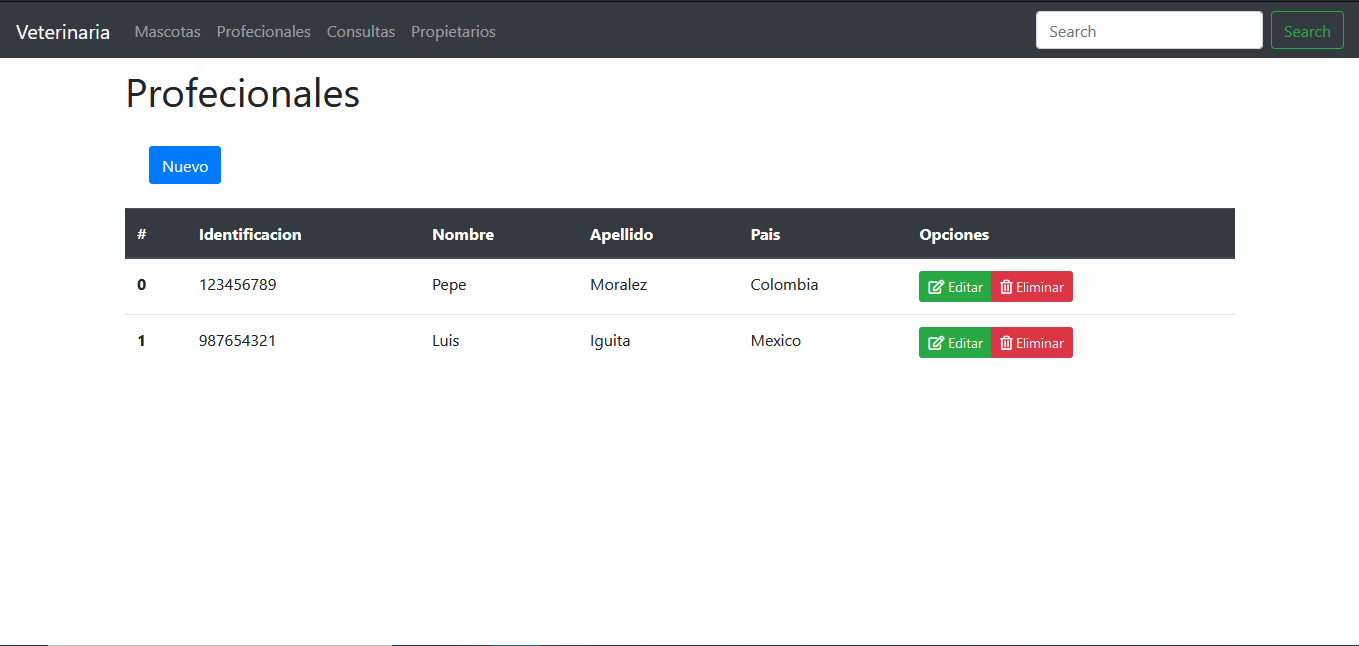 Veterinaria Mascotas Profecionales Consultas Propietarios Search Search
Profecionales
Nuevo
# Identificacion Nombre Apellido Pais Opciones
0 123456789 Pepe Moralez Colombia Editar Eliminar
1 987654321 Luis Iguita Mexico Editar Eliminar